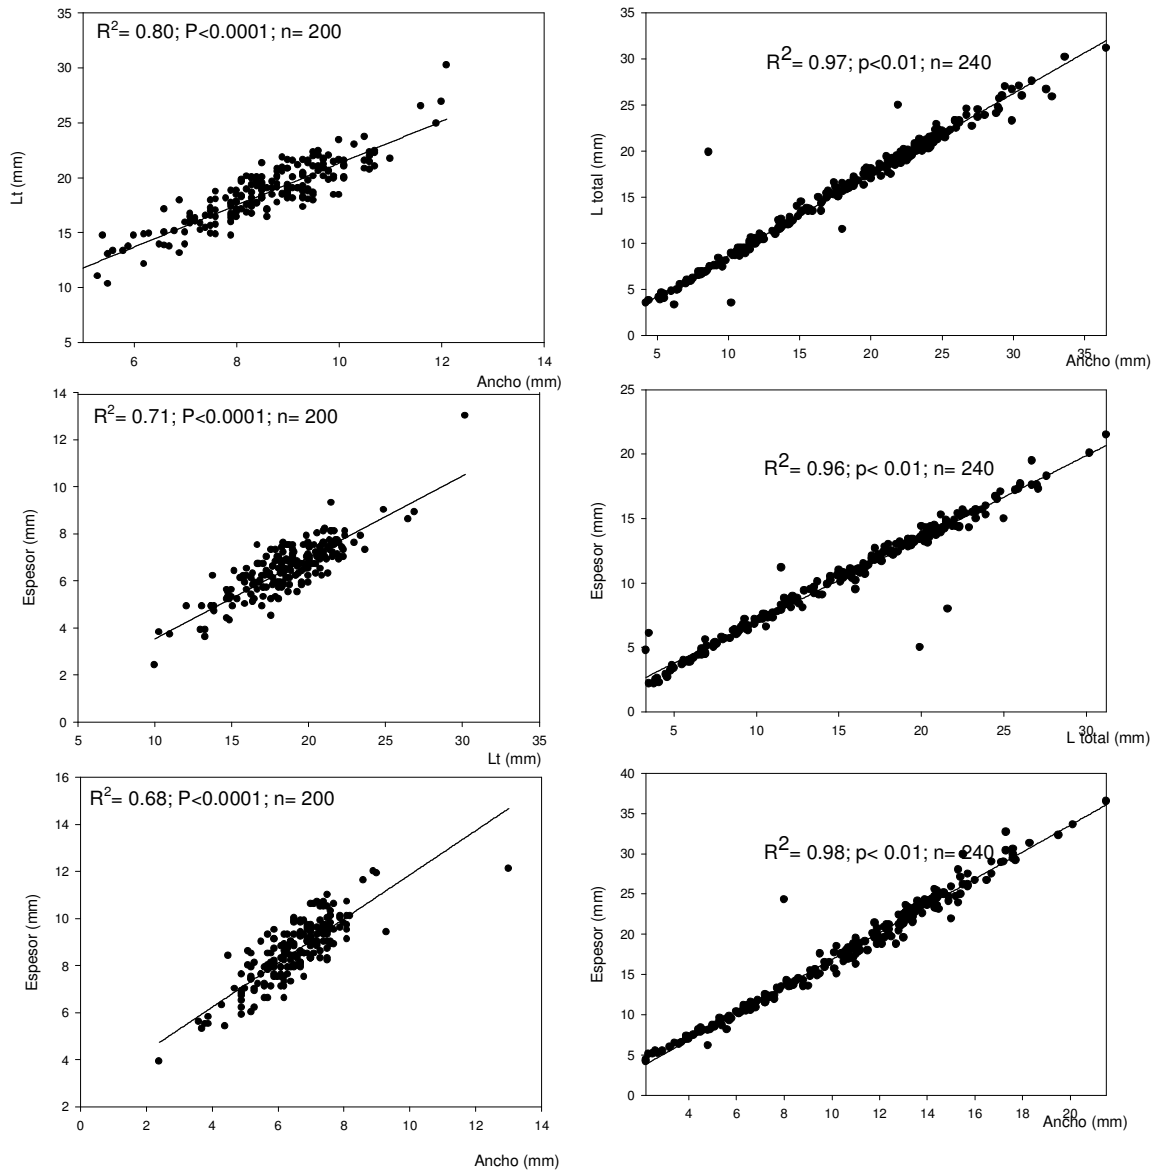 R2= 0.80; P<0.0001; n= 200
35
30
25
20
15
10
5
Lt (mm)
6 8 10 12 14
Ancho (mm)
R2= 0.97; p<0.01; n= 240
35
30
25
20
15
10
5
0
L total (mm)
5 10 15 20 25 30 35
Ancho (mm)
R2= 0.71; P<0.0001; n= 200
14
12
10
8
6
4
2
0
Espesor (mm)
5 10 15 20 25 30 35
Lt (mm)
R2= 0.96; p< 0.01; n= 240
25
20
15
10
5
0
Espesor (mm)
5 10 15 20 25 30
L total (mm)
R2= 0.68; P<0.0001; n= 200
16
14
12
10
8
6
4
2
Espesor (mm)
0 2 4 6 8 10 12 14
Ancho (mm)
R2= 0.98; p< 0.01; n= 240
40
35
30
25
20
15
10
5
0
Espesor (mm)
4 6 8 10 12 14 16 18 20
Ancho (mm)